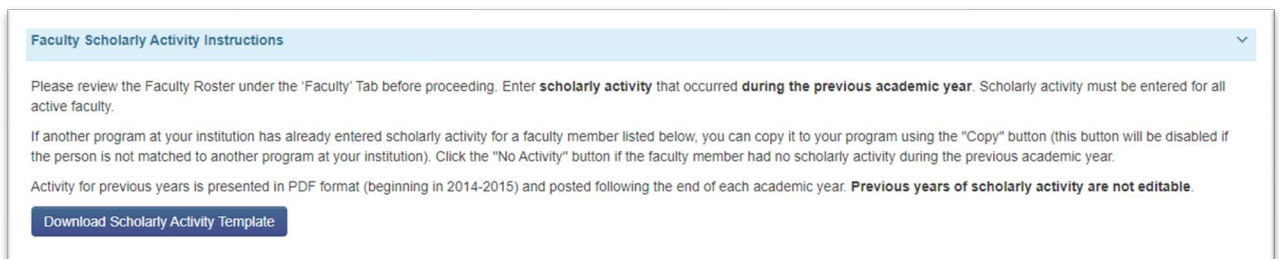 Faculty Scholarly Activity Instructions
Please review the Faculty Roster under the ‘Faculty’ Tab before proceeding. Enter scholarly activity that occurred during the previous academic year. Scholarly activity must be entered for all
active faculty.
If another program at your institution has already entered scholarly activity for a faculty member listed below, you can copy it to your program using the "Copy" button (this button will be disabled if
the person is not matched to another program at your institution). Click the "No Activity" button if the faculty member had no scholarly activity during the previous academic year.
Activity for previous years is presented in PDF format (beginning in 2014-2015) and posted following the end of each academic year. Previous years of scholarly activity are not editable.
Download Scholarly Activity Template